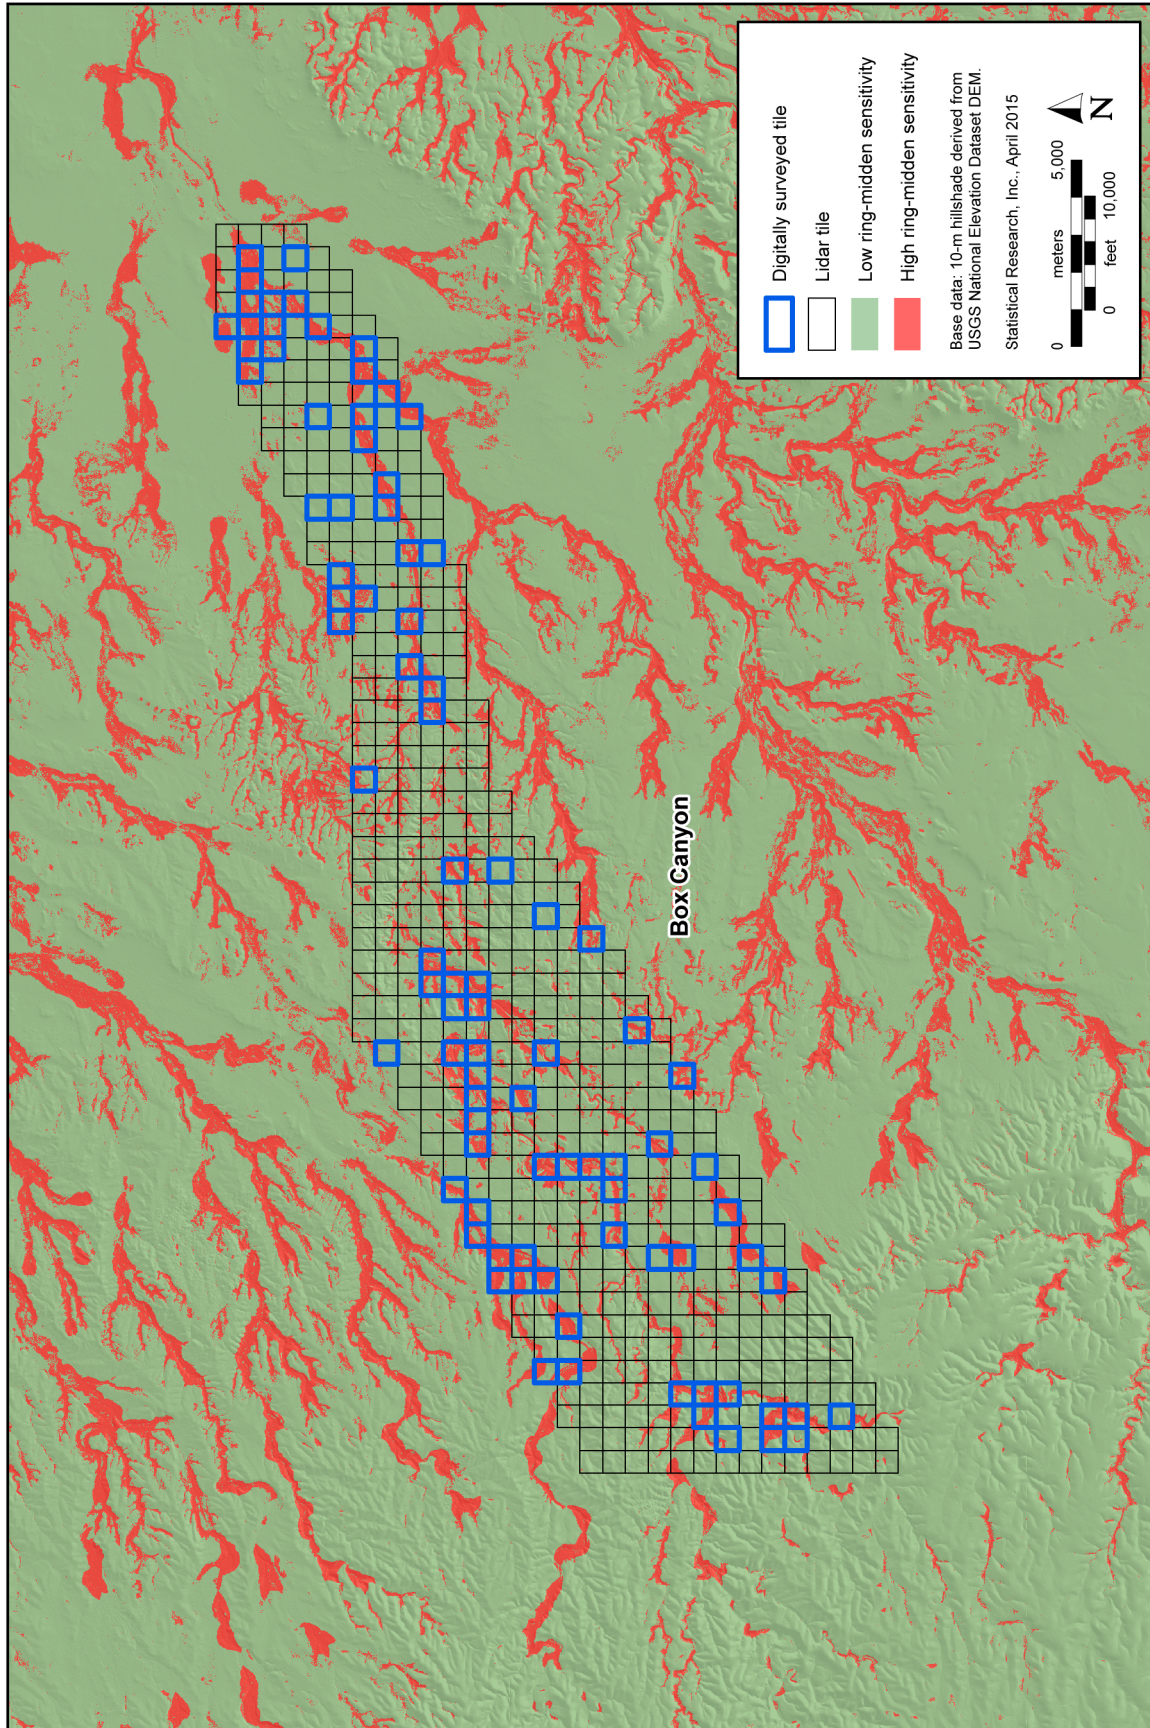 Box Canyon
Digitally surveyed tile
Lidar tile
Low ring-midden sensitivity
High ring-midden sensitivity
Base data: 10-m hillshade derived from
USGS National Elevation Dataset DEM.
Statistical Research, Inc., April 2015
0 meters 5,000
0 feet 10,000
N